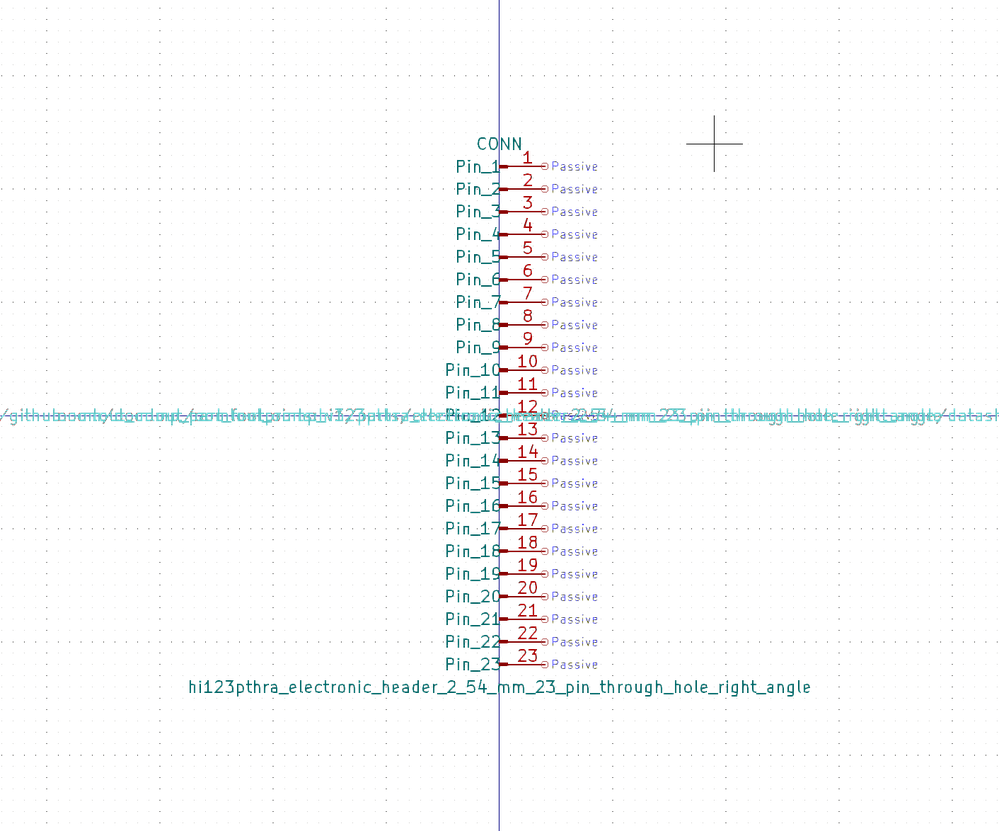 CONN
Pin_1 1 Passive
Pin_2 2 Passive
Pin_3 3 Passive
Pin_4 4 Passive
Pin_5 5 Passive
Pin_6 6 Passive
Pin_7 7 Passive
Pin_8 8 Passive
Pin_9 9 Passive
Pin_10 10 Passive
Pin_11 11 Passive
Pin_12 12 Passive
Pin_13 13 Passive
Pin_14 14 Passive
Pin_15 15 Passive
Pin_16 16 Passive
Pin_17 17 Passive
Pin_18 18 Passive
Pin_19 19 Passive
Pin_20 20 Passive
Pin_21 21 Passive
Pin_22 22 Passive
Pin_23 23 Passive
hi123pthra_electronic_header_2_54_mm_23_pin_through_hole_right_angle